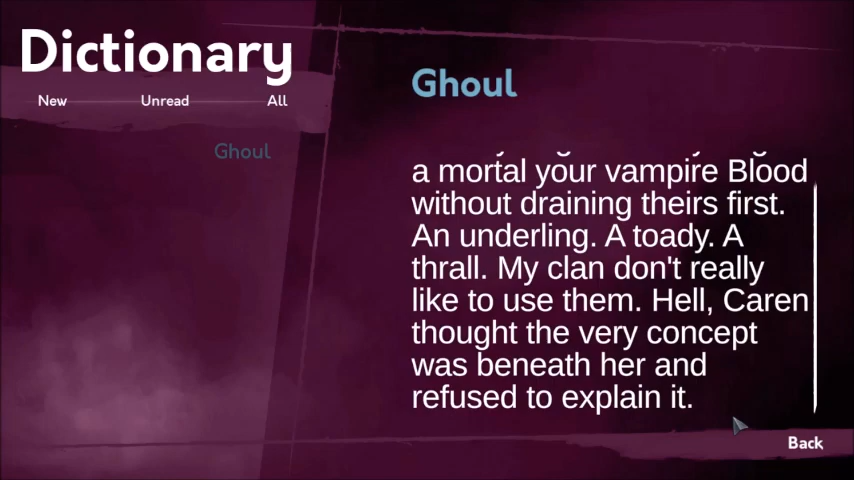 Dictionary
New Unread All
Ghoul
Ghoul
a mortal your vampire Blood
without draining theirs first.
An underling. A toady. A
thrall. My clan don't really
like to use them. Hell, Caren
thought the very concept
was beneath her and
refused to explain it.
Back